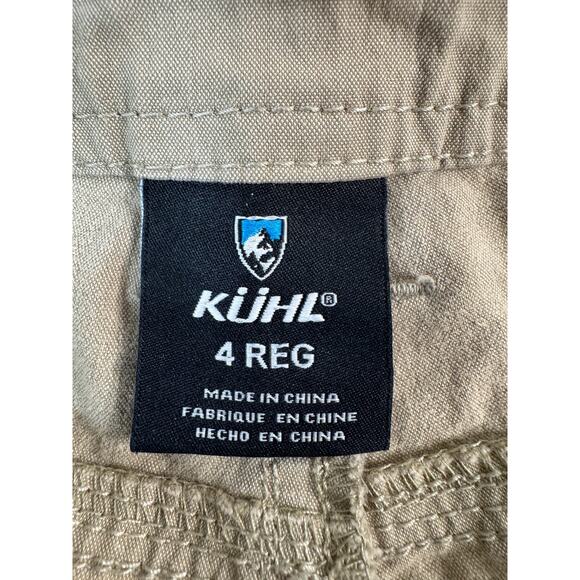 KÜHL®
4 REG
MADE IN CHINA
FABRIQUE EN CHINE
HECHO EN CHINA